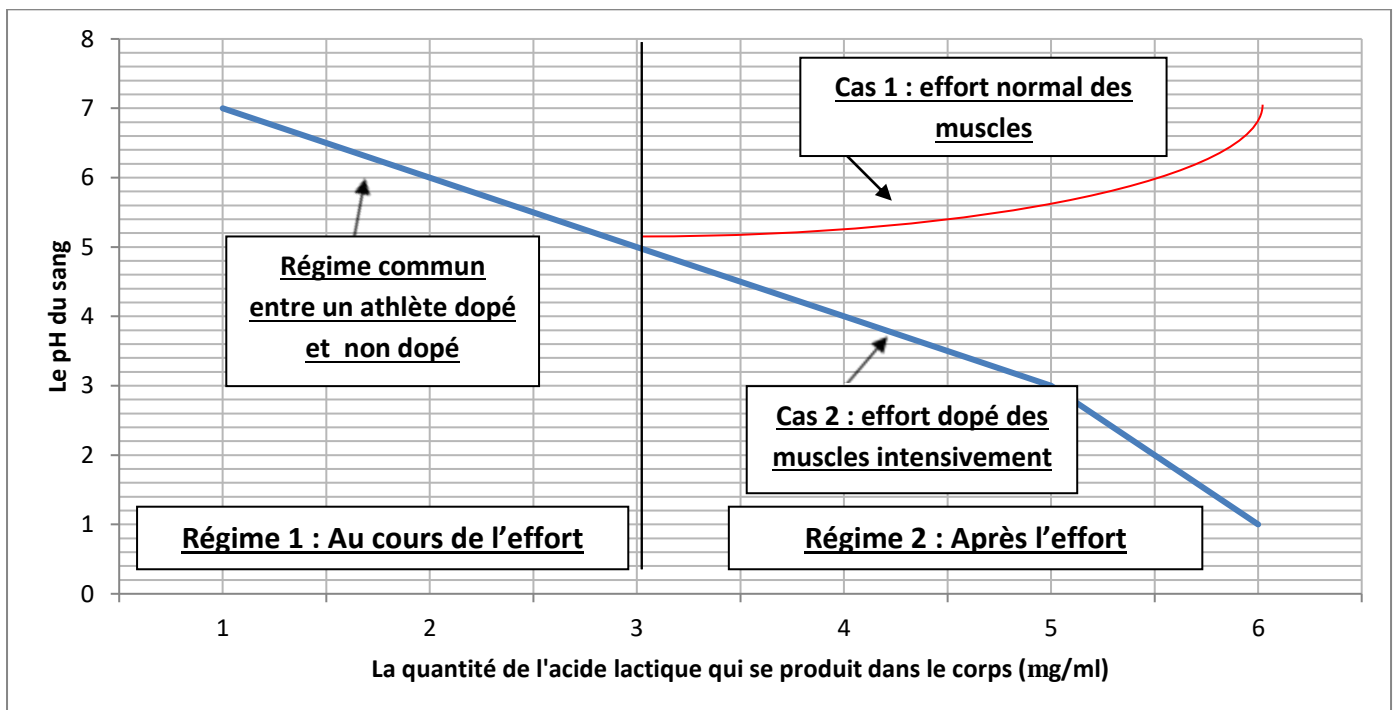 Le pH du sang
8
7
6
5
4
3
2
1
0
Cas 1 : effort normal des
muscles
Régime commun
entre un athlète dopé
et non dopé
Cas 2 : effort dopé des
muscles intensivement
Régime 1 : Au cours de l'effort
Régime 2 : Après l'effort
1 2 3 4 5 6
La quantité de l'acide lactique qui se produit dans le corps (mg/ml)